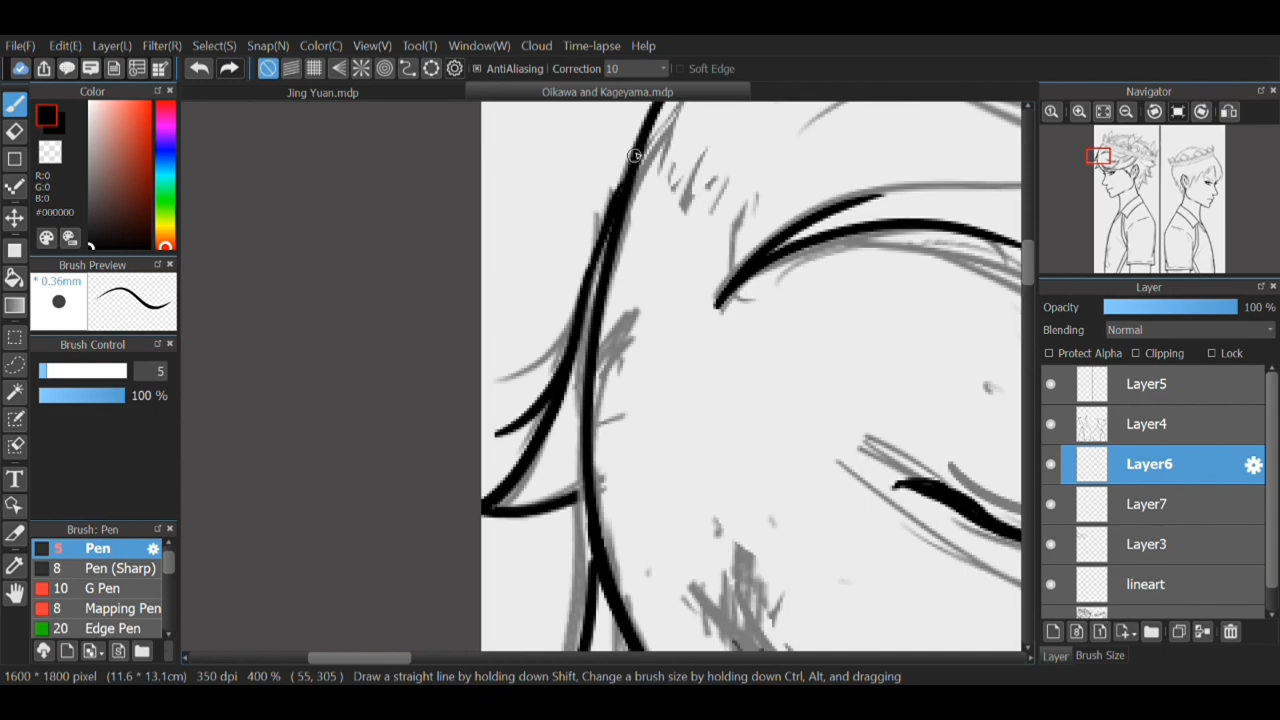 File(F) Edit(E) Layer(L) Filter(R) Select(S) Snap(N) Color(C) View(V) Tool(T) Window(W) Cloud Time-lapse Help
AntiAliasing Correction 10 Soft Edge
Color
Jing Yuan.mdp Oikawa and Kageyama.mdp
Navigator
R:0
G:0
B:0
#000000
Brush Preview
* 0.36mm
Brush Control
5
100 %
Layer
Opacity 100 %
Blending Normal
Protect Alpha Clipping Lock
Layer5
Layer4
Layer6
Layer7
Layer3
lineart
Brush: Pen
5 Pen
8 Pen (Sharp)
10 G Pen
8 Mapping Pen
20 Edge Pen
Layer Brush Size
1600 * 1800 pixel (11.6 * 13.1cm) 350 dpi 400 % ( 55, 305 ) Draw a straight line by holding down Shift, Change a brush size by holding down Ctrl, Alt, and dragging